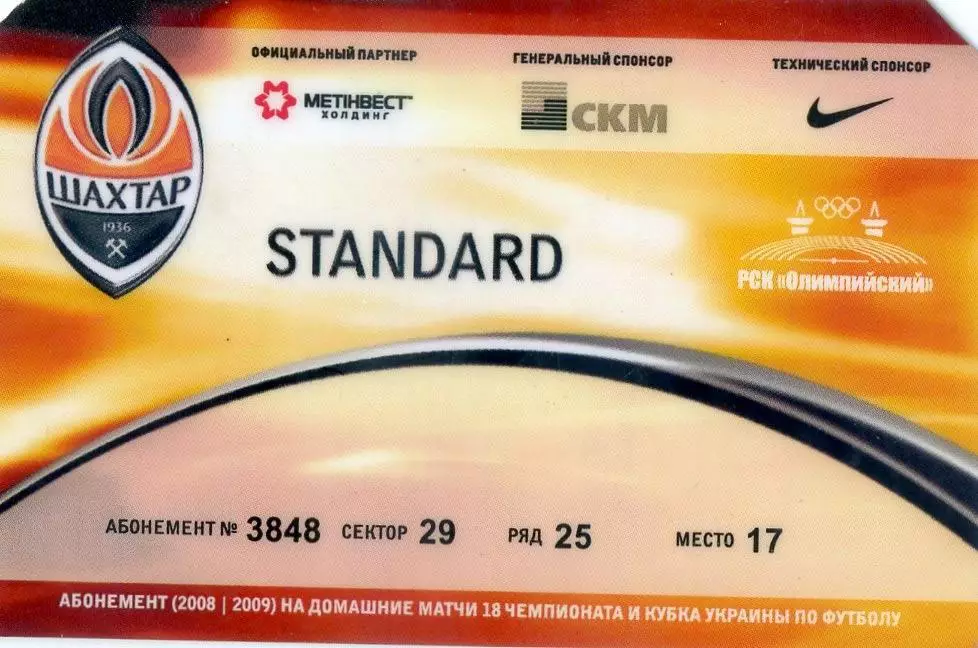 ОФИЦИАЛЬНЫЙ ПАРТНЕР
ГЕНЕРАЛЬНЫЙ СПОНСОР
ТЕХНИЧЕСКИЙ СПОНСОР
МЕТІНВЕСТ
ХОЛДИНГ
СКМ
ШАХТАР
1936
STANDARD
РСК «Олимпийский»
АБОНЕМЕНТ № 3848 СЕКТОР 29 РЯД 25 МЕСТО 17
АБОНЕМЕНТ (2008 | 2009) НА ДОМАШНИЕ МАТЧИ 18 ЧЕМПИОНАТА И КУБКА УКРАИНЫ ПО ФУТБОЛУ